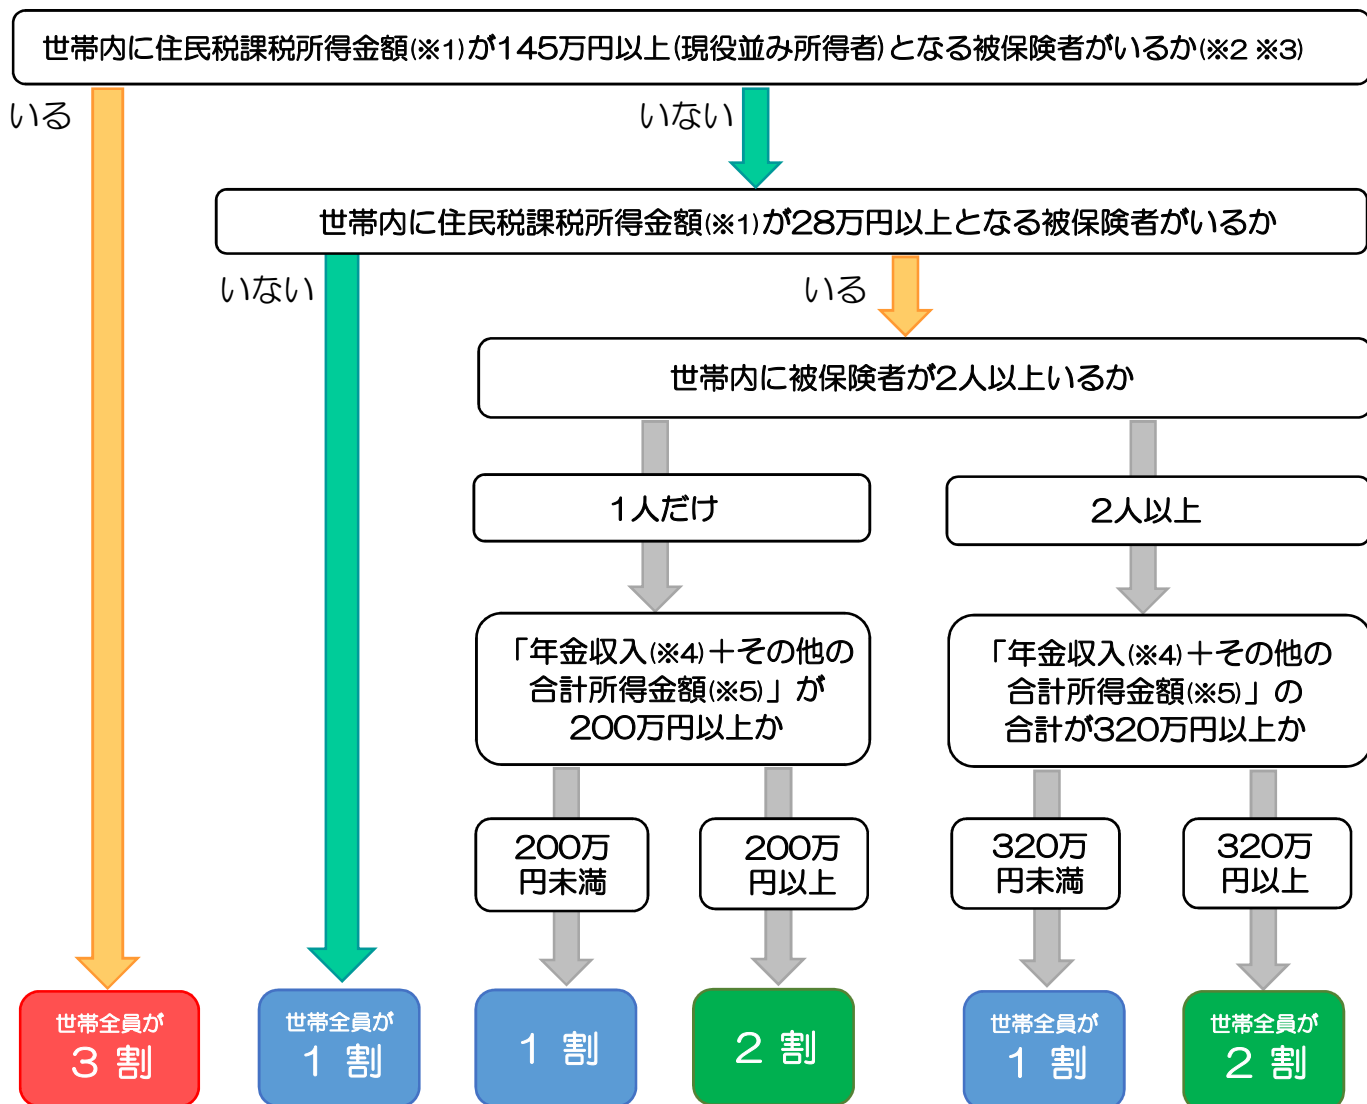 世帯内に住民税課税所得金額(※1)が145万円以上(現役並み所得者)となる被保険者がいるか(※2 ※3)
いる
いない
世帯内に住民税課税所得金額(※1)が28万円以上となる被保険者がいるか
いない
いる
世帯内に被保険者が2人以上いるか
1人だけ
2人以上
「年金収入(※4)＋その他の
合計所得金額(※5)」が
200万円以上か
「年金収入(※4)＋その他の
合計所得金額(※5)」の
合計が320万円以上か
200万
円未満
200万
円以上
320万
円未満
320万
円以上
世帯全員が
3 割
世帯全員が
1 割
1 割
2 割
世帯全員が
1 割
世帯全員が
2 割